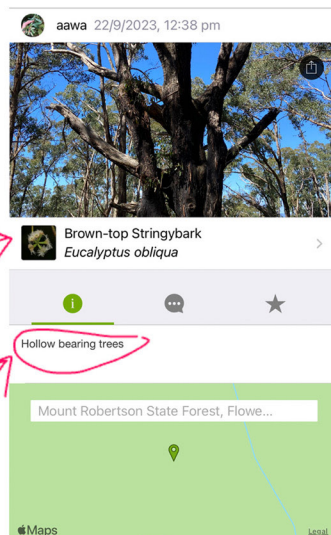 aawa 22/9/2023, 12:38 pm
Brown-top Stringybark
Eucalyptus obliqua
Hollow bearing trees
Mount Robertson State Forest, Flowe...
Maps
Legal